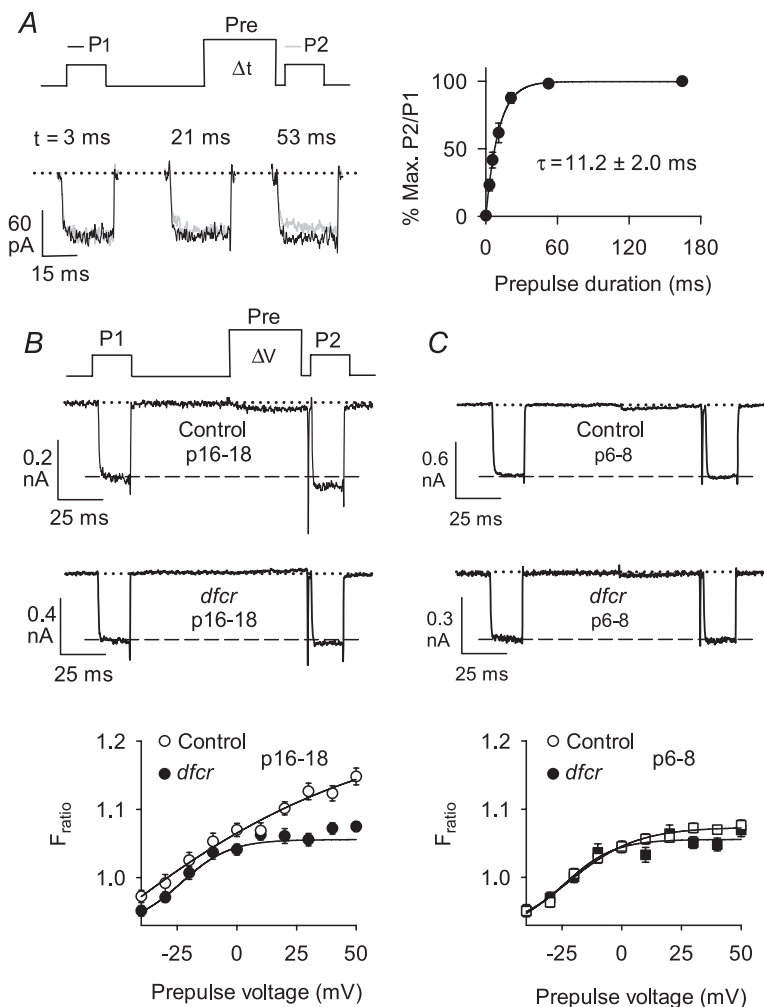 A
P1
Pre
Δt
P2
t = 3 ms
21 ms
53 ms
60
pA
15 ms
% Max. P2/P1
100
50
0
τ = 11.2 ± 2.0 ms
0
60
120
180
Prepulse duration (ms)
B
P1
Pre
ΔV
P2
Control
p16-18
0.2
nA
25 ms
dfcr
p16-18
0.4
nA
25 ms
Control
dfcr
p16-18
1.2
1.1
1.0
Fratio
-25
0
25
50
Prepulse voltage (mV)
C
Control
p6-8
0.6
nA
25 ms
dfcr
p6-8
0.3
nA
25 ms
Control
dfcr
p6-8
1.2
1.1
1.0
Fratio
-25
0
25
50
Prepulse voltage (mV)